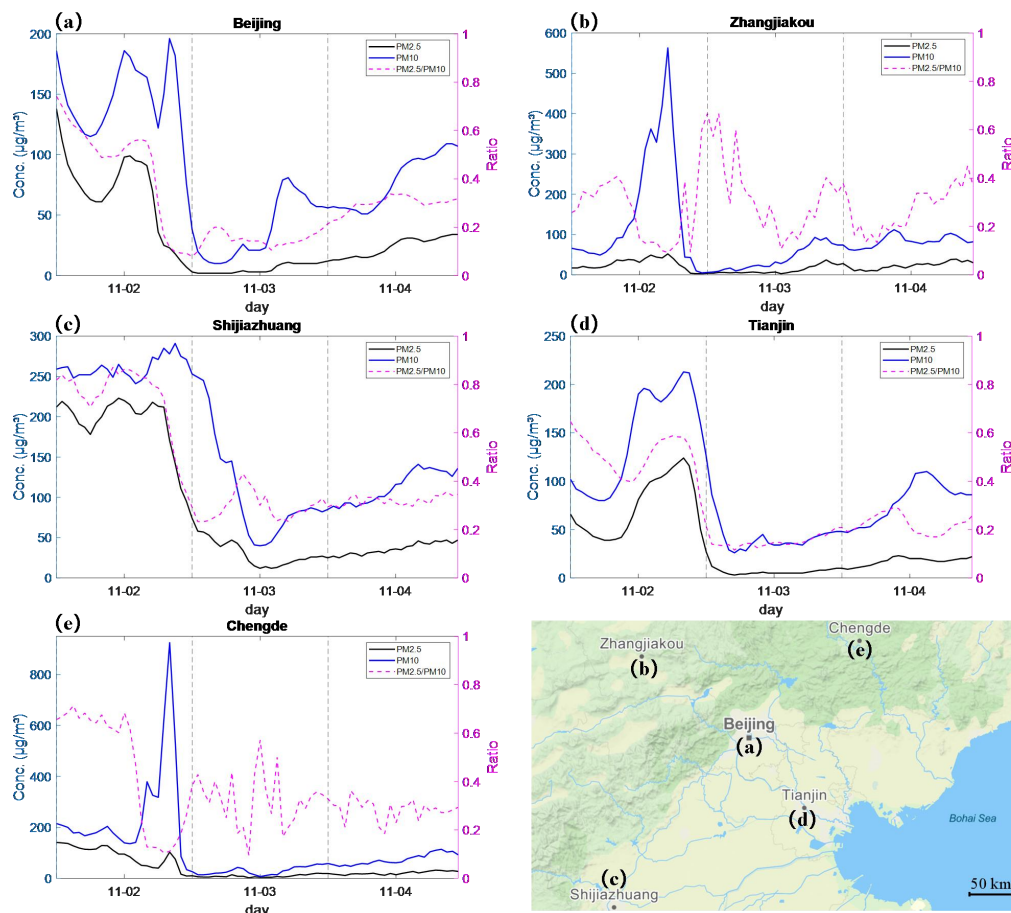 (a)
Beijing
PM2.5
PM10
PM2.5/PM10
200
150
100
50
0
1
0.8
0.6
0.4
0.2
0
Conc. (µg/m³)
Ratio
11-02
11-03
11-04
day
(b)
Zhangjiakou
PM2.5
PM10
PM2.5/PM10
600
500
400
300
200
100
0
1
0.8
0.6
0.4
0.2
0
Conc. (µg/m³)
Ratio
11-02
11-03
11-04
day
(c)
Shijiazhuang
PM2.5
PM10
PM2.5/PM10
300
250
200
150
100
50
0
1
0.8
0.6
0.4
0.2
0
Conc. (µg/m³)
Ratio
11-02
11-03
11-04
day
(d)
Tianjin
PM2.5
PM10
PM2.5/PM10
250
200
150
100
50
0
1
0.8
0.6
0.4
0.2
0
Conc. (µg/m³)
Ratio
11-02
11-03
11-04
day
(e)
Chengde
PM2.5
PM10
PM2.5/PM10
800
600
400
200
0
1
0.8
0.6
0.4
0.2
0
Conc. (µg/m³)
Ratio
11-02
11-03
11-04
day
Chengde
(e)
Zhangjiakou
(b)
Beijing
(a)
Tianjin
(d)
Bohai Sea
(c)
Shijiazhuang
50 km